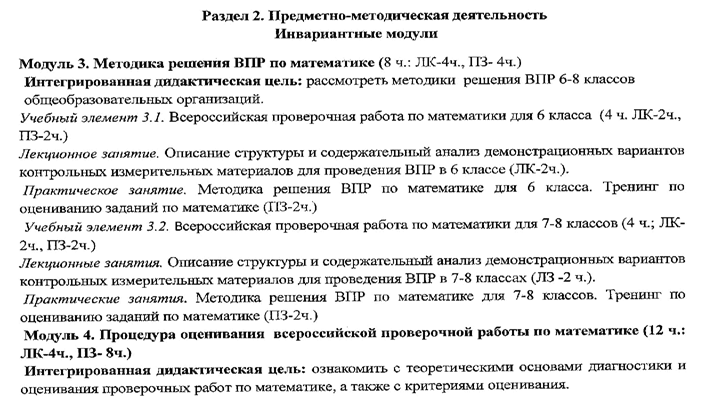 Раздел 2. Предметно-методическая деятельность
Инвариантные модули
Модуль 3. Методика решения ВПР по математике (8 ч.: ЛК-4ч., ПЗ- 4ч.)
Интегрированная дидактическая цель: рассмотреть методики решения ВПР 6-8 классов
общеобразовательных организаций.
Учебный элемент 3.1. Всероссийская проверочная работа по математики для 6 класса (4 ч. ЛК-2ч.,
ПЗ-2ч.)
Лекционное занятие. Описание структуры и содержательный анализ демонстрационных вариантов
контрольных измерительных материалов для проведения ВПР в 6 классе (ЛК-2ч.).
Практическое занятие. Методика решения ВПР по математике для 6 класса. Тренинг по
оцениванию заданий по математике (ПЗ-2ч.)
Учебный элемент 3.2. Всероссийская проверочная работа по математики для 7-8 классов (4 ч.; ЛК-
2ч., ПЗ-2ч.)
Лекционные занятия. Описание структуры и содержательный анализ демонстрационных вариантов
контрольных измерительных материалов для проведения ВПР в 7-8 классах (ЛЗ -2 ч.).
Практические занятия. Методика решения ВПР по математике для 7-8 классов. Тренинг по
оцениванию заданий по математике (ПЗ-2ч.)
Модуль 4. Процедура оценивания всероссийской проверочной работы по математике (12 ч.:
ЛК-4ч., ПЗ- 8ч.)
Интегрированная дидактическая цель: ознакомить с теоретическими основами диагностики и
оценивания проверочных работ по математике, а также с критериями оценивания.